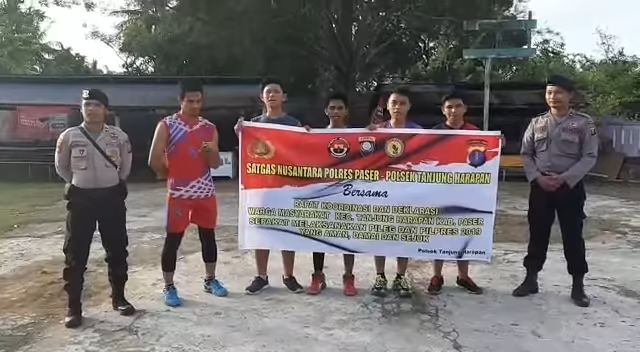 SATGAS NUSANTARA POLRES PASER - POLSEK TANJUNG HARAPAN
Bersama
RAPAT KOORDINASI DAN DEKLARASI
WARGA MASYARAKAT KEC. TANJUNG HARAPAN KAB. PASER
SEPAKAT MELAKSANAKAN PILEG DAN PILPRES 2019
YANG AMAN, DAMAI DAN SEJUK
Polsek Tanjung Harapan